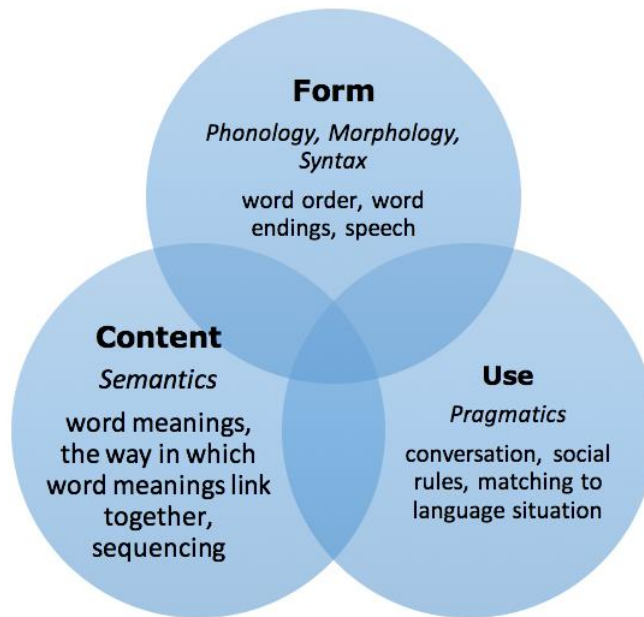 Form
Phonology, Morphology,
Syntax
word order, word
endings, speech
Content
Semantics
word meanings,
the way in which
word meanings link
together,
sequencing
Use
Pragmatics
conversation, social
rules, matching to
language situation